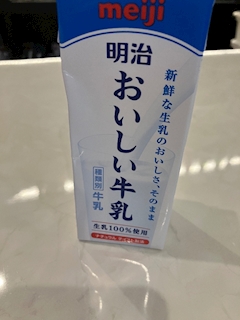 meiji
明治
おいしい牛乳
新鮮な生乳のおいしさ、そのまま
種類別 牛乳
生乳100%使用